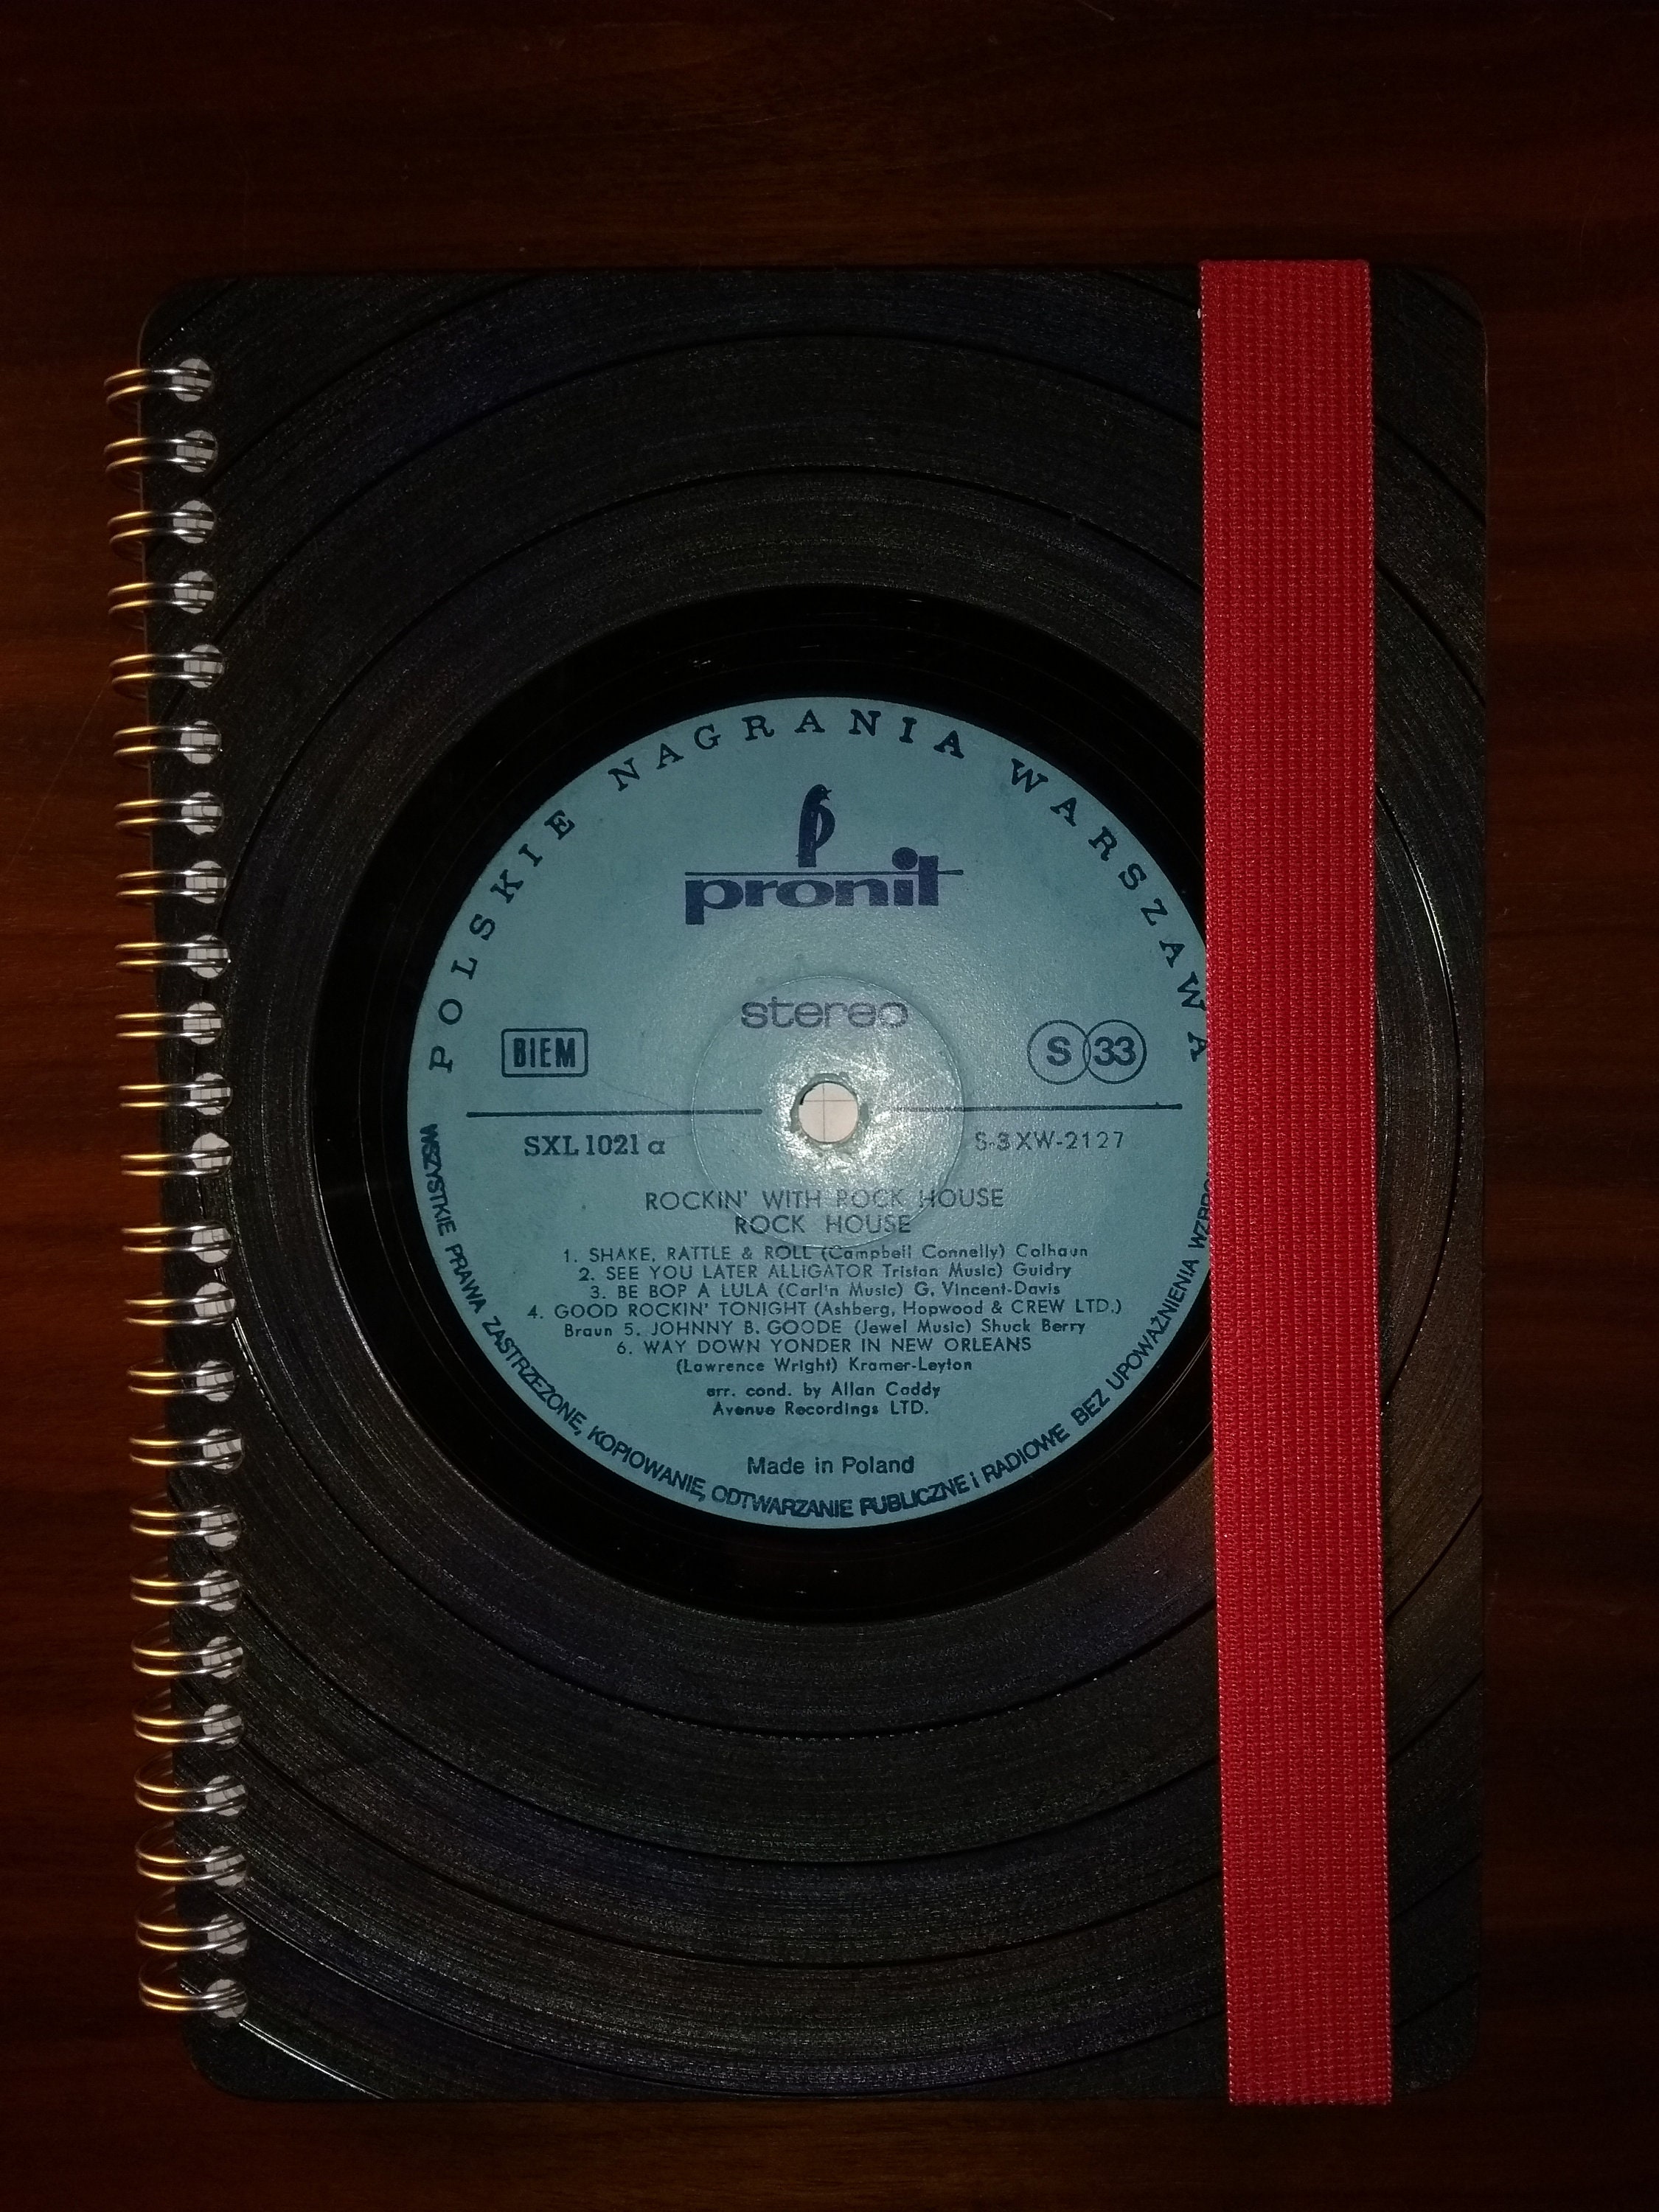 POLSKIE NAGRANIA WARSZAWA
pronit
stereo
BIEM
S 33
SXL 1021 a
S-3XW-2127
ROCKIN' WITH ROCK HOUSE
ROCK HOUSE
1. SHAKE, RATTLE & ROLL (Campbell Connelly) Colhaun
2. SEE YOU LATER ALLIGATOR Tristan Music) Guidry
3. BE BOP A LULA (Carl'n Music) G. Vincent-Davis
4. GOOD ROCKIN' TONIGHT (Ashberg, Hopwood & CREW LTD.)
Braun 5. JOHNNY B. GOODE (Jewel Music) Shuck Berry
6. WAY DOWN YONDER IN NEW ORLEANS
(Lawrence Wright) Kramer-Leyton
arr. cond. by Allan Caddy
Avenue Recordings LTD.
Made in Poland
WSZYSTKIE PRAWA ZASTRZEŻONE, KOPIOWANIE, ODTWARZANIE PUBLICZNE i RADIOWE BEZ UPOWAŻNIENIA